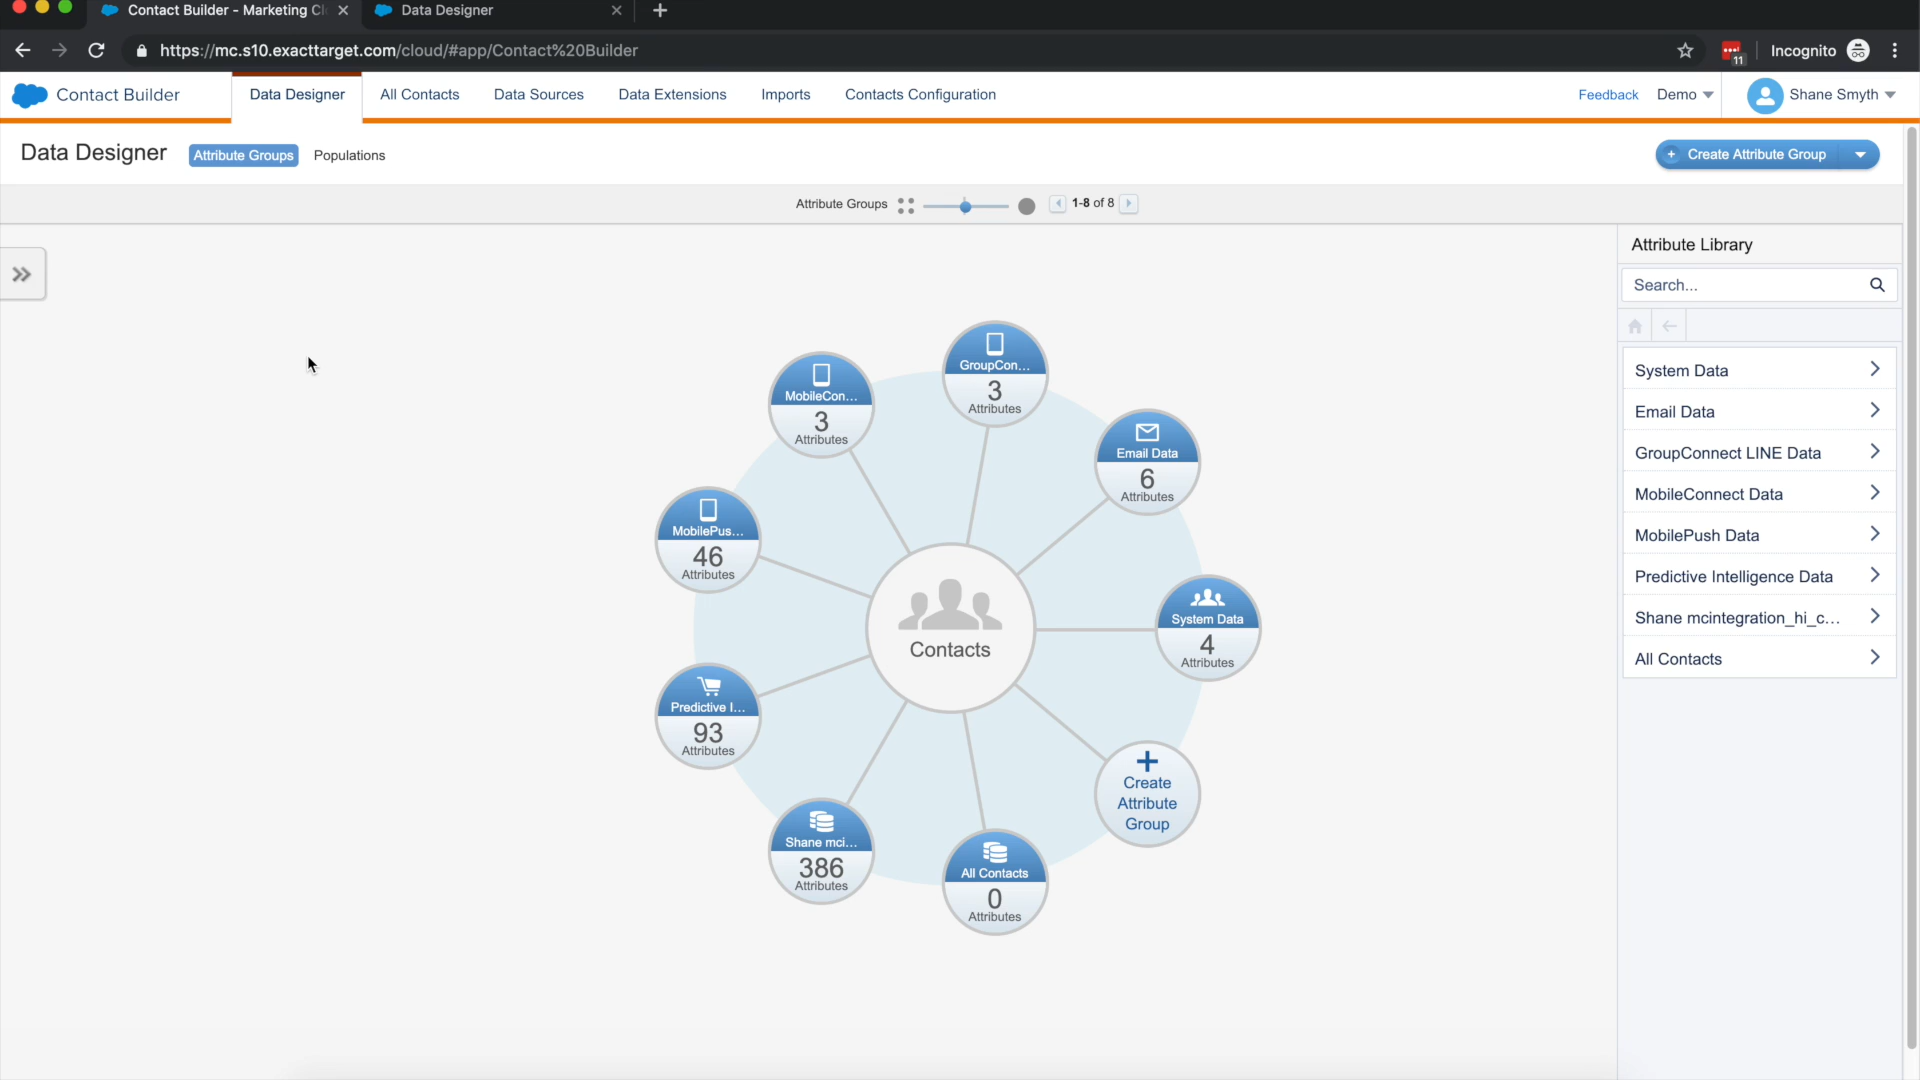 Contact Builder - Marketing Cl
Data Designer
https://mc.s10.exacttarget.com/cloud/#app/Contact%20Builder
11
Incognito
Contact Builder
Data Designer
All Contacts
Data Sources
Data Extensions
Imports
Contacts Configuration
Feedback
Demo
Shane Smyth
Data Designer
Attribute Groups
Populations
+ Create Attribute Group
Attribute Groups
1-8 of 8
Attribute Library
Search...
System Data
Email Data
GroupConnect LINE Data
MobileConnect Data
MobilePush Data
Predictive Intelligence Data
Shane mcintegration_hi_c...
All Contacts
GroupCon...
3
Attributes
MobileCon...
3
Attributes
Email Data
6
Attributes
MobilePus...
46
Attributes
System Data
4
Attributes
Contacts
Predictive I...
93
Attributes
Create
Attribute
Group
Shane mci...
386
Attributes
All Contacts
0
Attributes